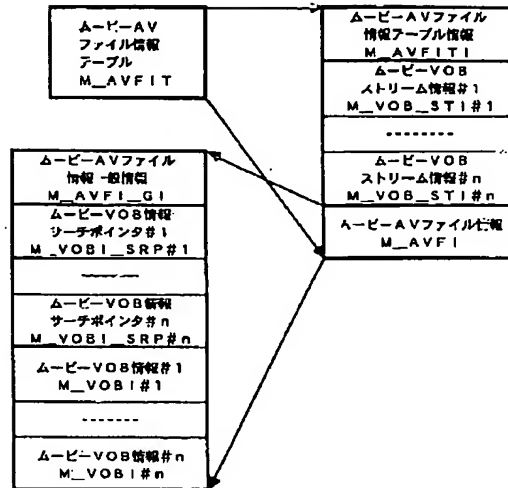 ムービーAV
ファイル情報
テーブル
M_AVFIT
ムービーAVファイル
情報テーブル情報
M_AVFITI
ムービーVOB
ストリーム情報#1
M_VOB_STI#1
--------
ムービーVOB
ストリーム情報#n
M_VOB_STI#n
ムービーAVファイル情報
M_AVFI
ムービーAVファイル
情報一般情報
M_AVFI_GI
ムービーVOB情報
サーチポインタ#1
M_VOBI_SRP#1
--------
ムービーVOB情報
サーチポインタ#n
M_VOBI_SRP#n
ムービーVOB情報#1
M_VOBI#1
-------
ムービーVOB情報#n
M_VOBI#n